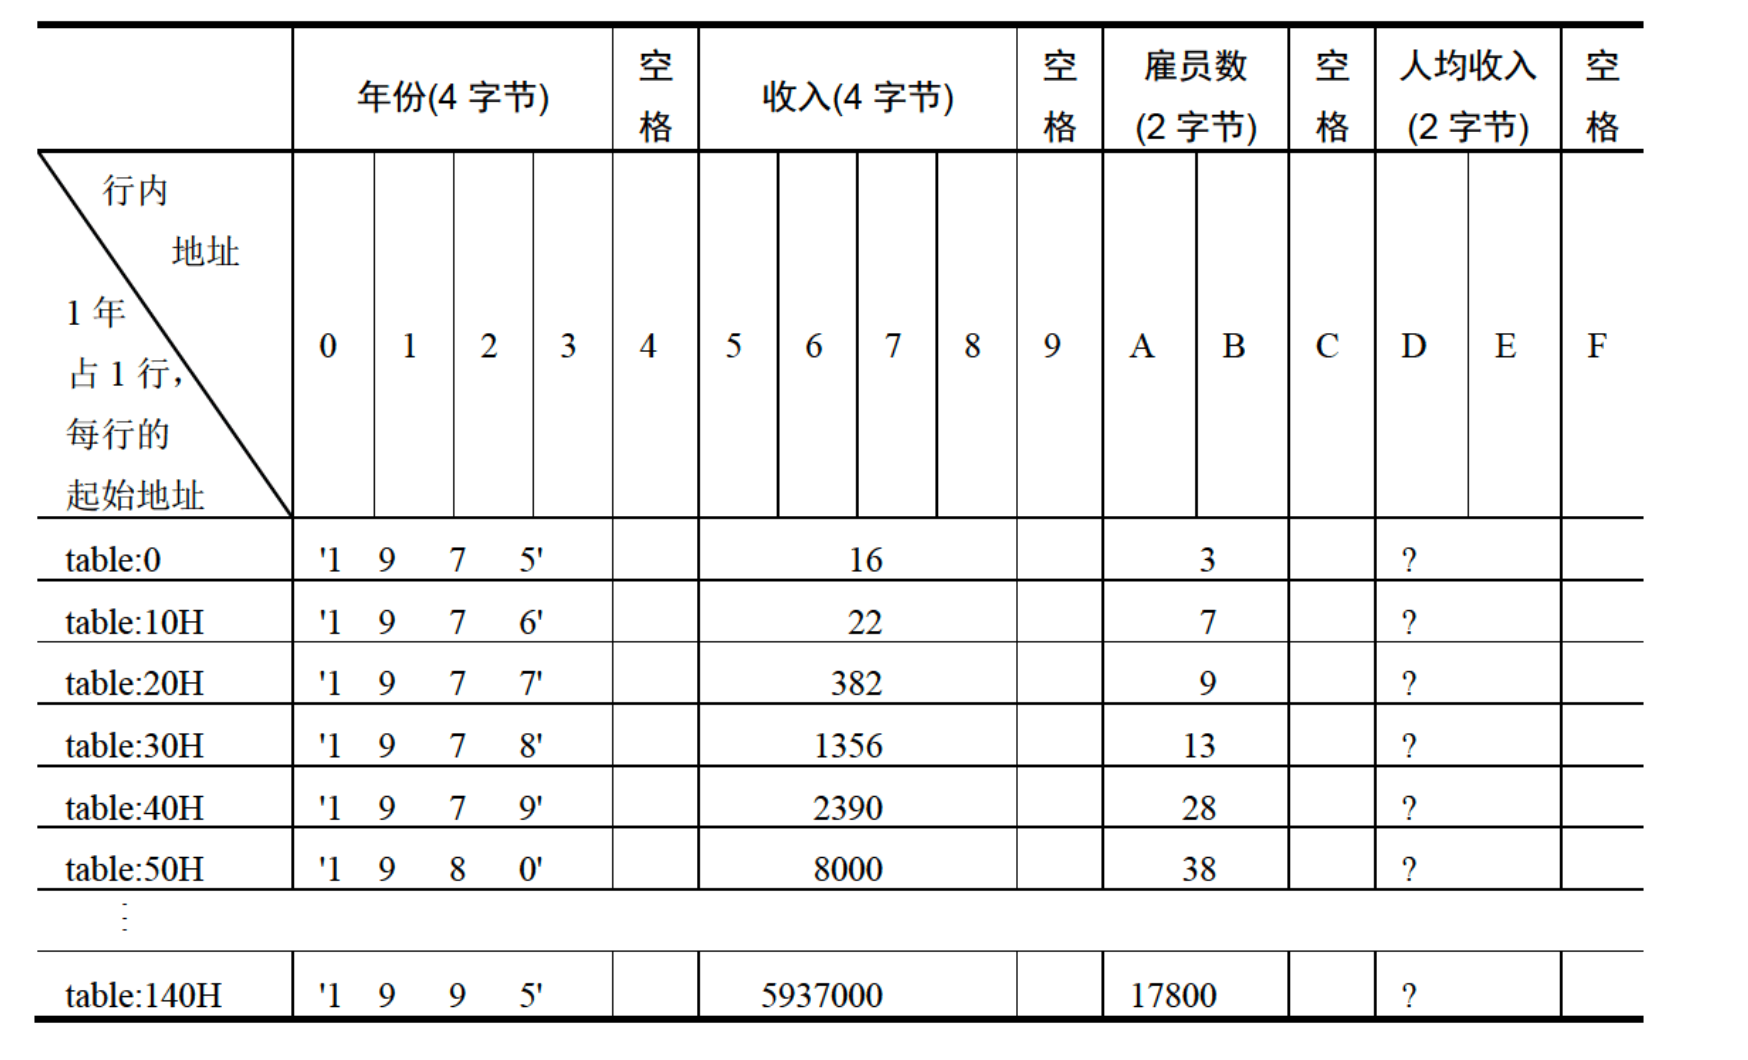 年份(4 字节) 空格 收入(4 字节) 空格 雇员数(2 字节) 空格 人均收入(2 字节) 空格
行内
地址
1 年
占 1 行,
每行的
起始地址
0 1 2 3 4 5 6 7 8 9 A B C D E F
table:0 '1 9 7 5' 16 3 ?
table:10H '1 9 7 6' 22 7 ?
table:20H '1 9 7 7' 382 9 ?
table:30H '1 9 7 8' 1356 13 ?
table:40H '1 9 7 9' 2390 28 ?
table:50H '1 9 8 0' 8000 38 ?
⋮
table:140H '1 9 9 5' 5937000 17800 ?